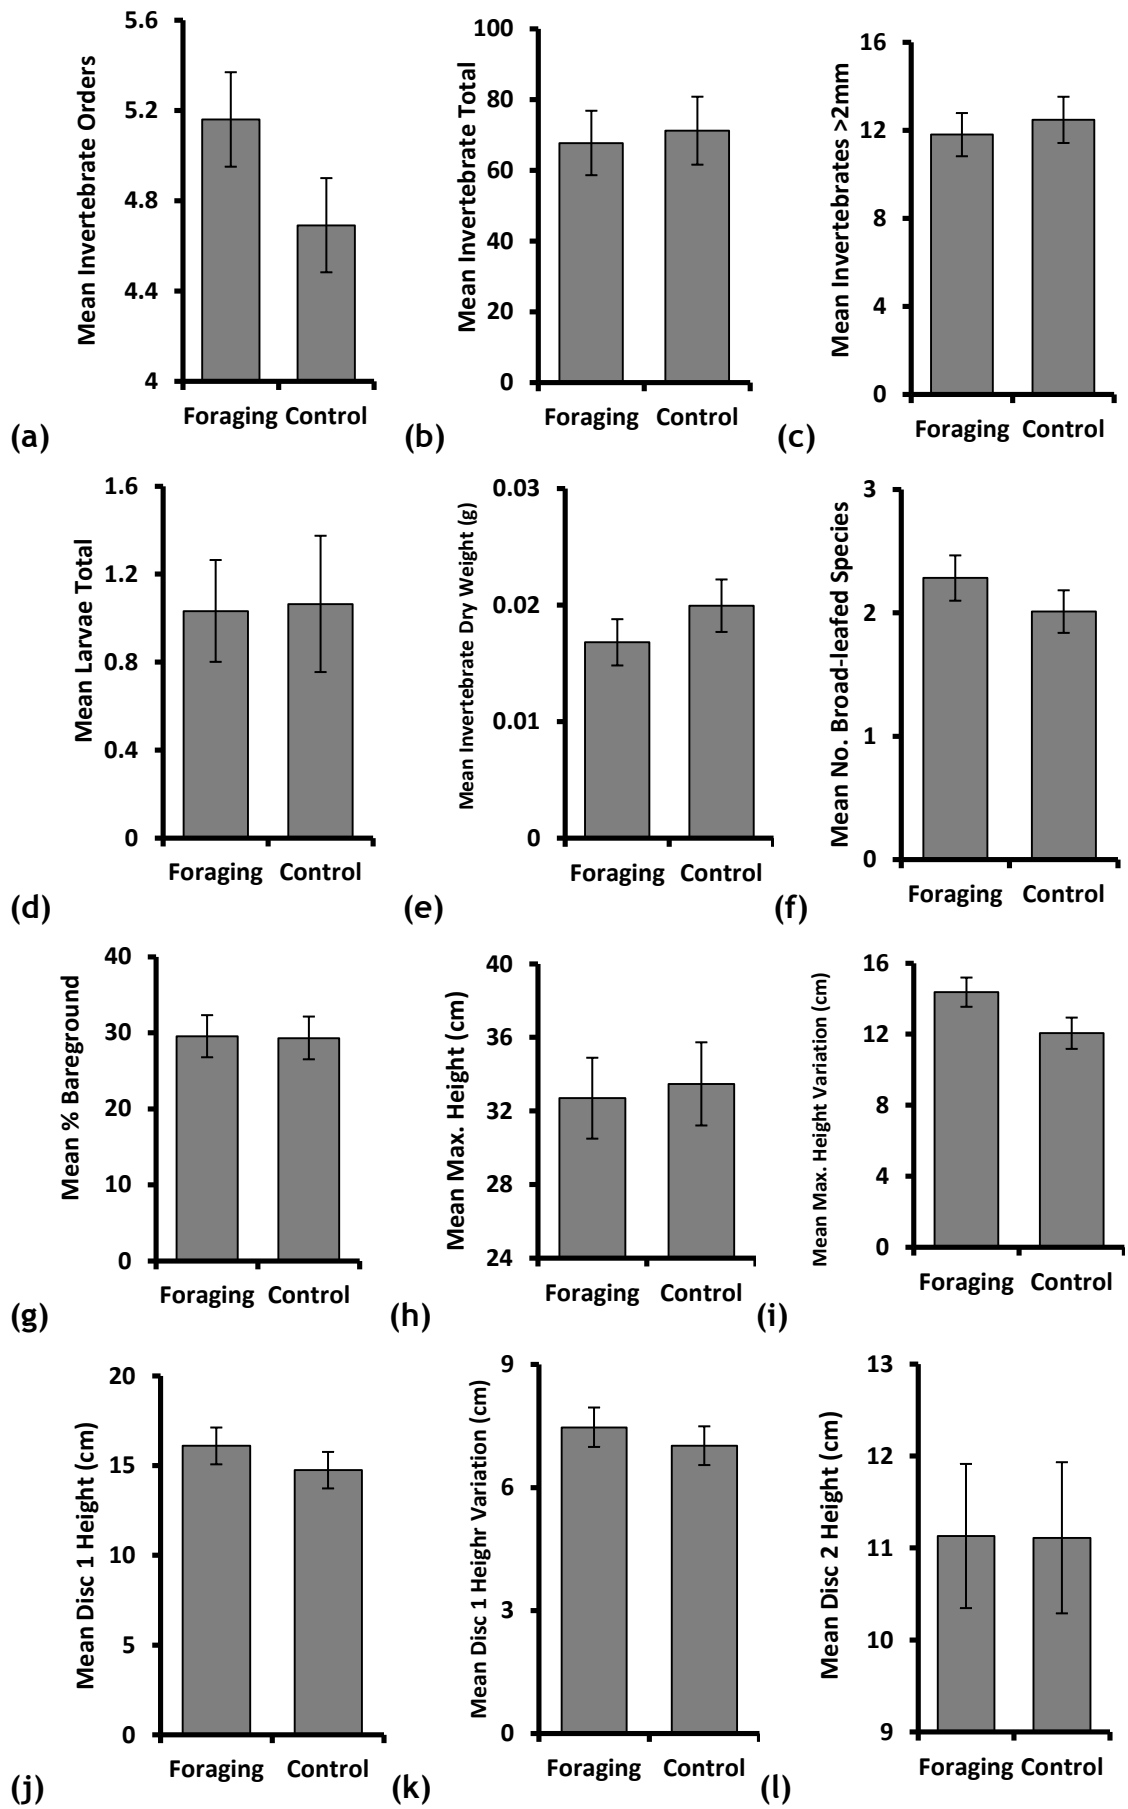 Mean Invertebrate Orders
5.6
5.2
4.8
4.4
4
Foraging Control
(a)
Mean Invertebrate Total
100
80
60
40
20
0
Foraging Control
(b)
Mean Invertebrates >2mm
16
12
8
4
0
Foraging Control
(c)
Mean Larvae Total
1.6
1.2
0.8
0.4
0
Foraging Control
(d)
Mean Invertebrate Dry Weight (g)
0.03
0.02
0.01
0
Foraging Control
(e)
Mean No. Broad-leafed Species
3
2
1
0
Foraging Control
(f)
Mean % Bareground
40
30
20
10
0
Foraging Control
(g)
Mean Max. Height (cm)
40
36
32
28
24
Foraging Control
(h)
Mean Max. Height Variation (cm)
16
12
8
4
0
Foraging Control
(i)
Mean Disc 1 Height (cm)
20
15
10
5
0
Foraging Control
(j)
Mean Disc 1 Heighr Variation (cm)
9
6
3
0
Foraging Control
(k)
Mean Disc 2 Height (cm)
13
12
11
10
9
Foraging Control
(l)